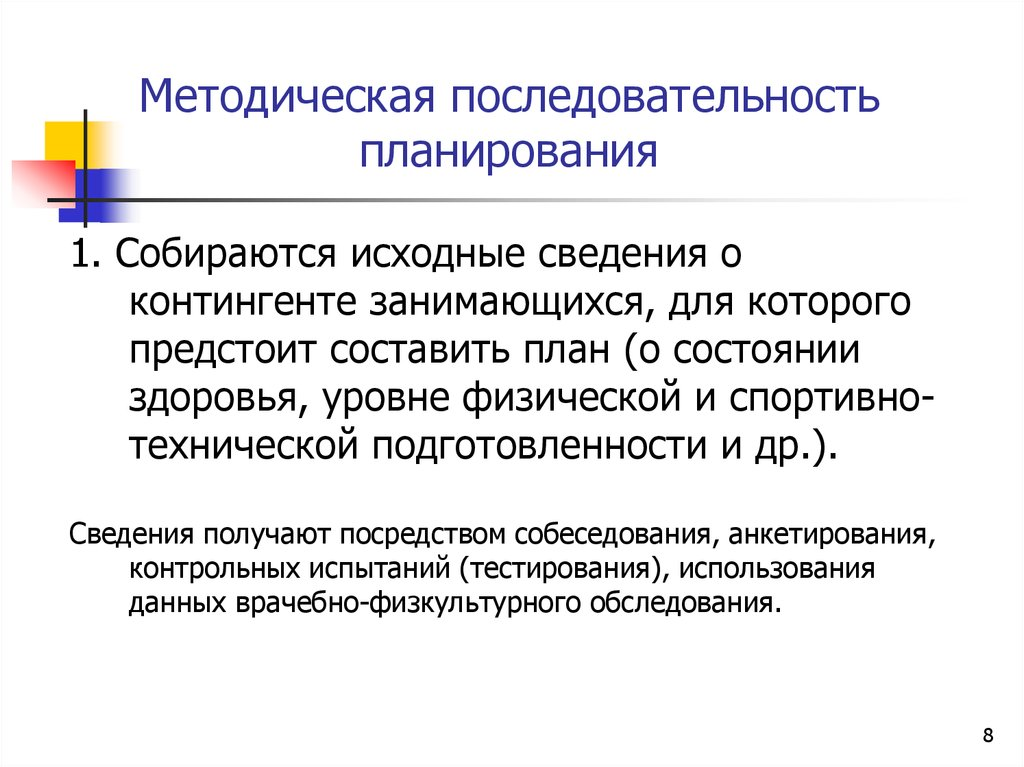 Методическая последовательность
планирования
1. Собираются исходные сведения о
контингенте занимающихся, для которого
предстоит составить план (о состоянии
здоровья, уровне физической и спортивно-
технической подготовленности и др.).
Сведения получают посредством собеседования, анкетирования,
контрольных испытаний (тестирования), использования
данных врачебно-физкультурного обследования.
8